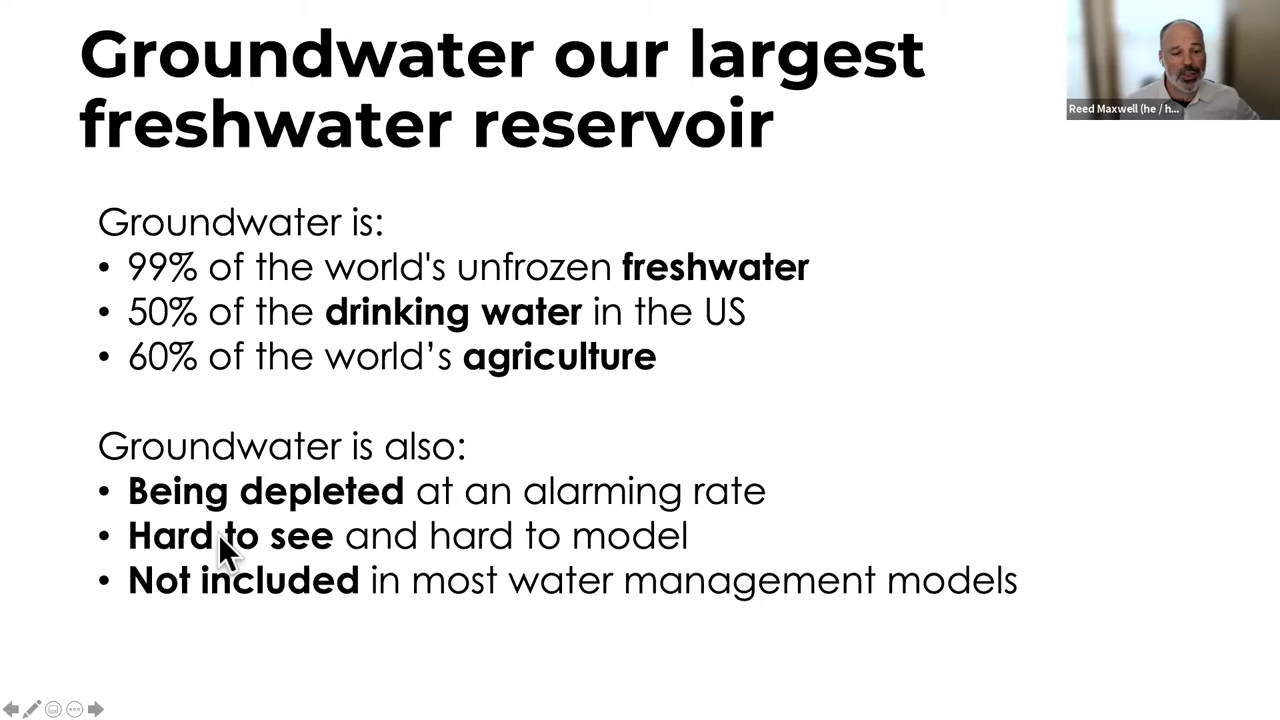 Groundwater our largest
freshwater reservoir
Reed Maxwell (he / h...
Groundwater is:
• 99% of the world's unfrozen freshwater
• 50% of the drinking water in the US
• 60% of the world’s agriculture
Groundwater is also:
• Being depleted at an alarming rate
• Hard to see and hard to model
• Not included in most water management models